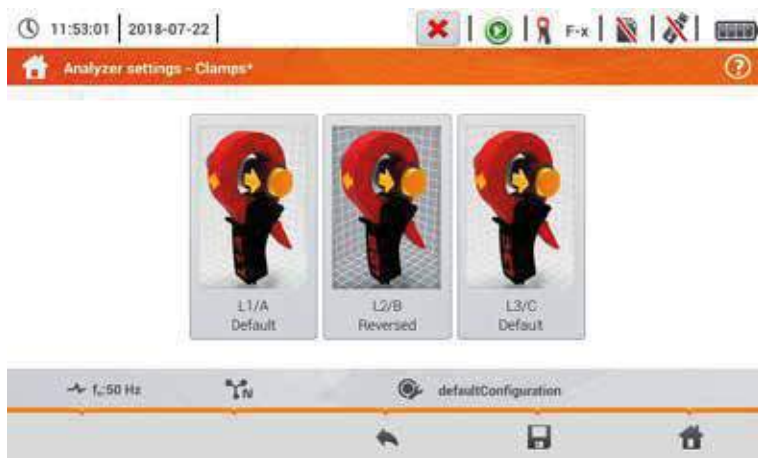 11:53:01 2018-07-22 F-x
Analyzer settings - Clamps*
L1/A
Default
L2/B
Reversed
L3/C
Default
fₙ:50 Hz N defaultConfiguration